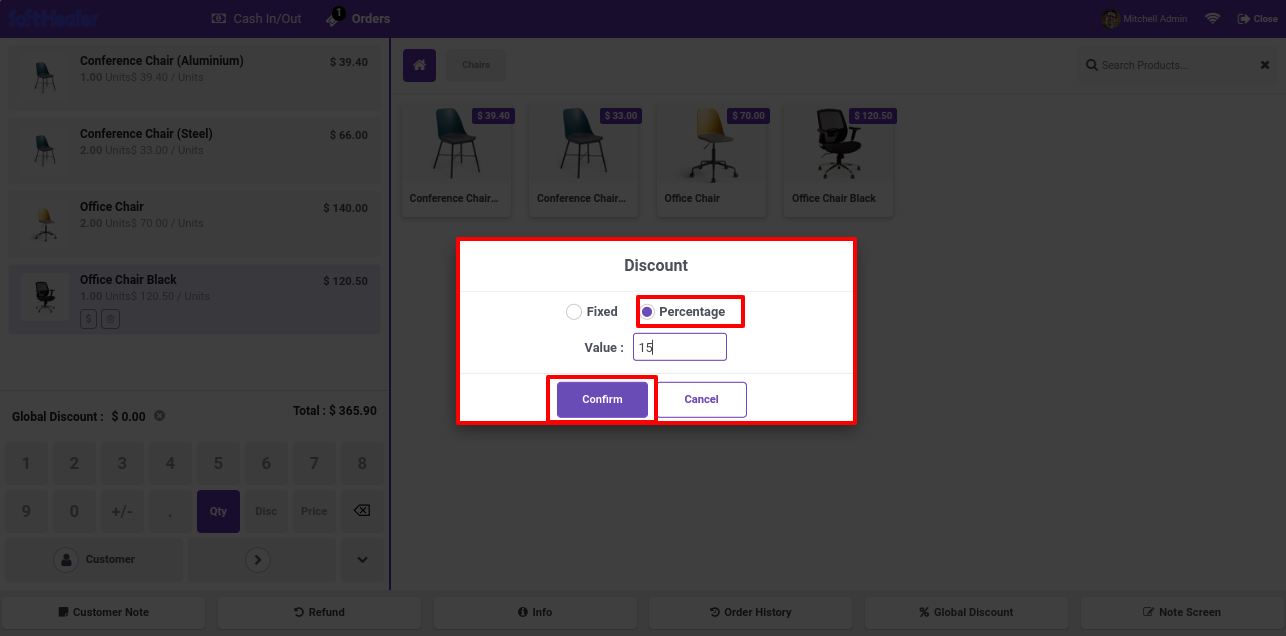 SoftHealer
Cash In/Out
1
Orders
Mitchell Admin
Close
Conference Chair (Aluminium)
$ 39.40
1.00 Units$ 39.40 / Units
Conference Chair (Steel)
$ 66.00
2.00 Units$ 33.00 / Units
Office Chair
$ 140.00
2.00 Units$ 70.00 / Units
Office Chair Black
$ 120.50
1.00 Units$ 120.50 / Units
$
Global Discount : $ 0.00
Total : $ 365.90
1 2 3 4 5 6 7 8
9 0 +/- . Qty Disc Price
Customer
Chairs
Search Products...
$ 39.40
Conference Chair...
$ 33.00
Conference Chair...
$ 70.00
Office Chair
$ 120.50
Office Chair Black
Discount
Fixed
Percentage
Value :
15
Confirm
Cancel
Customer Note
Refund
Info
Order History
% Global Discount
Note Screen